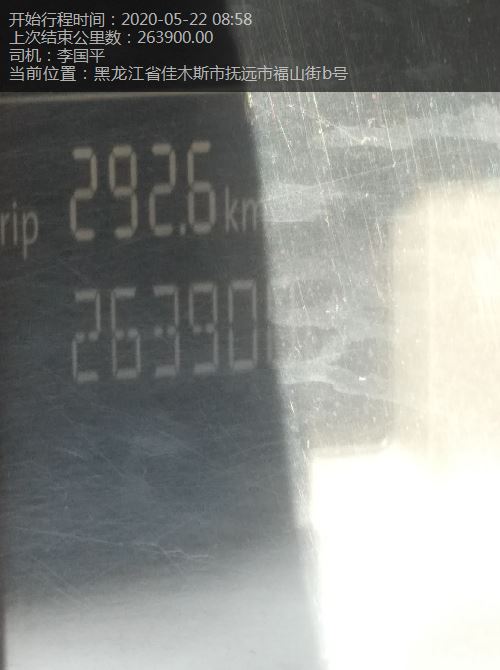 开始行程时间：2020-05-22 08:58
上次结束公里数：263900.00
司机：李国平
当前位置：黑龙江省佳木斯市抚远市福山街b号
rip 292.6 km
26390